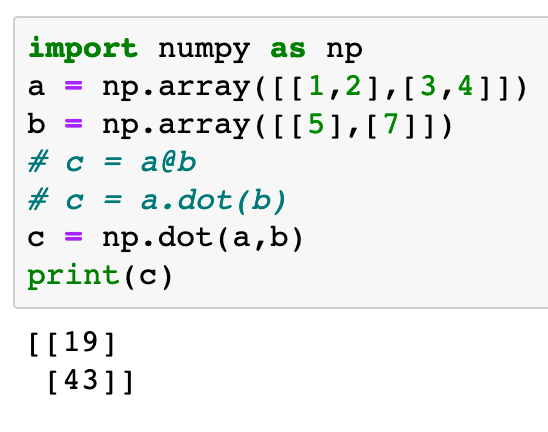 import numpy as np
a = np.array([[1,2],[3,4]])
b = np.array([[5],[7]])
# c = a@b
# c = a.dot(b)
c = np.dot(a,b)
print(c)
[[19]
 [43]]